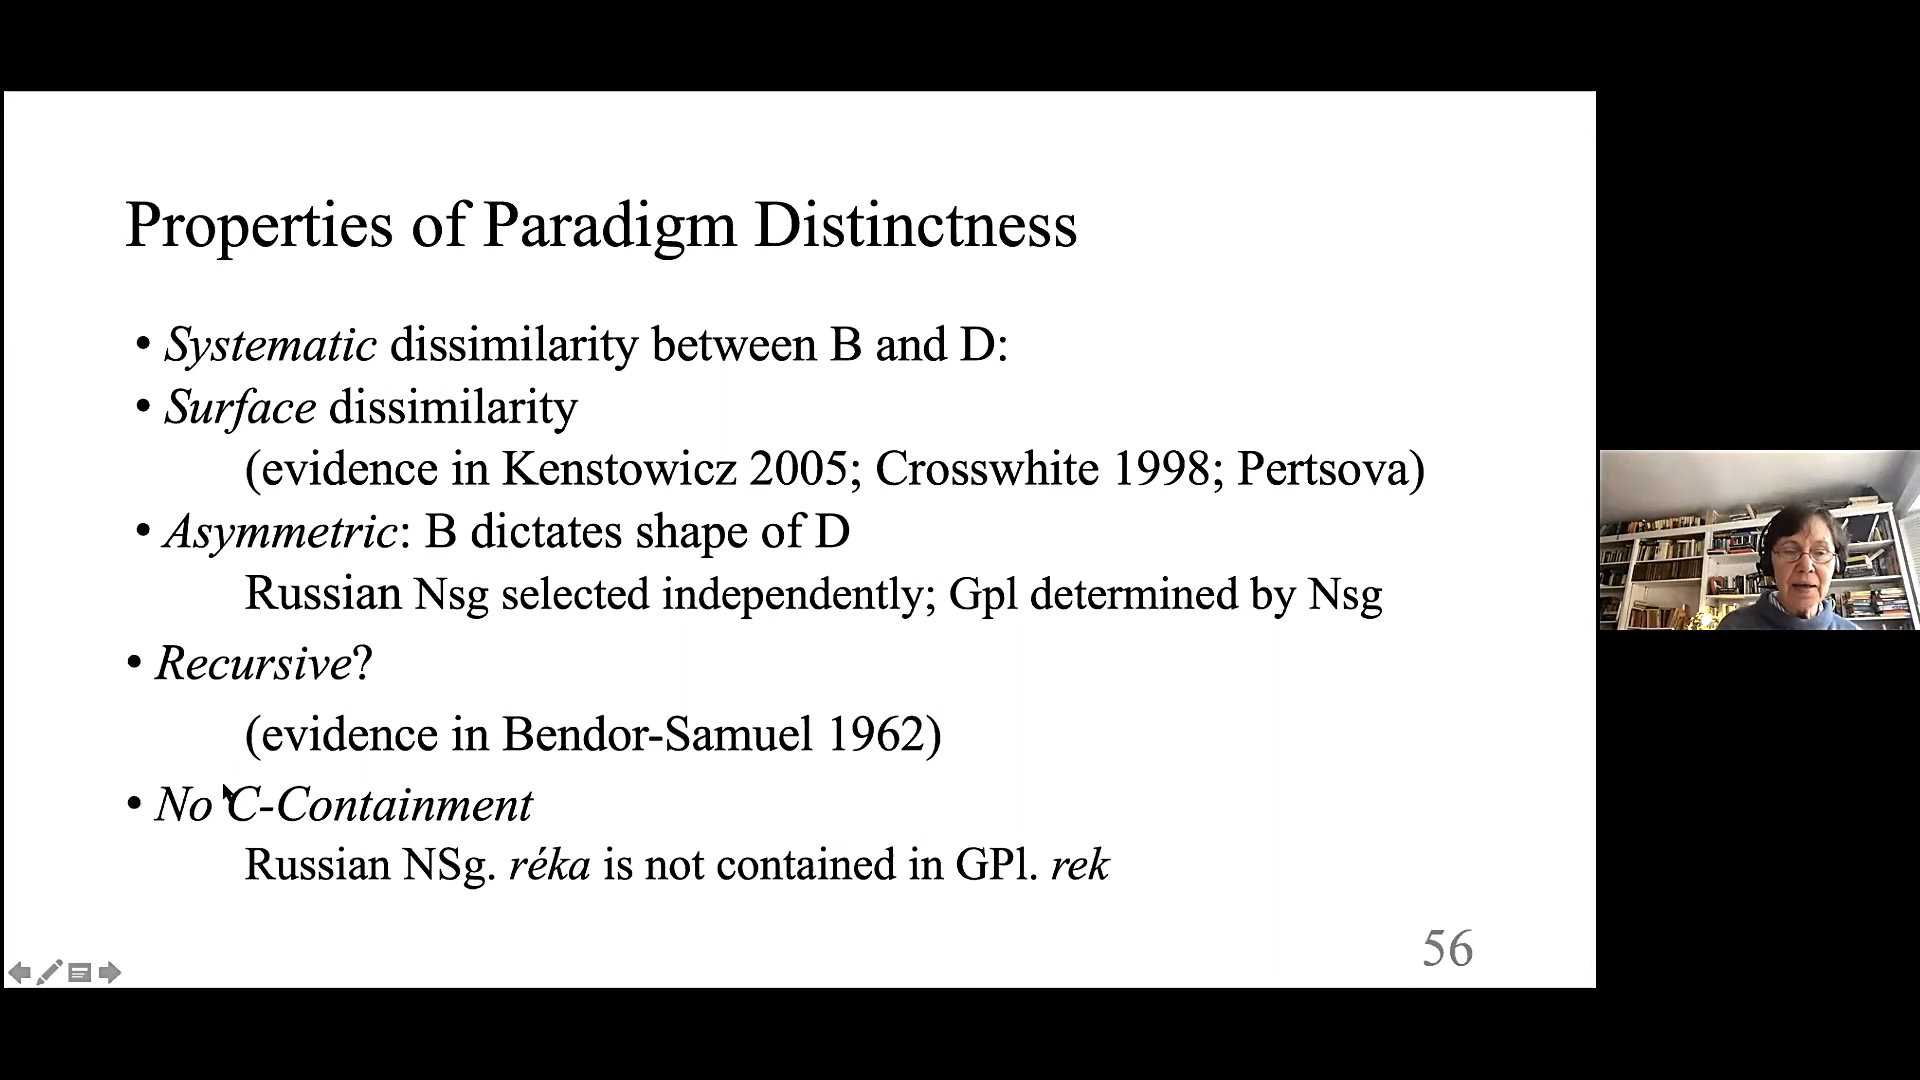 Properties of Paradigm Distinctness
• Systematic dissimilarity between B and D:
• Surface dissimilarity
(evidence in Kenstowicz 2005; Crosswhite 1998; Pertsova)
• Asymmetric: B dictates shape of D
Russian Nsg selected independently; Gpl determined by Nsg
• Recursive?
(evidence in Bendor-Samuel 1962)
• No C-Containment
Russian NSg. réka is not contained in GPl. rek
56